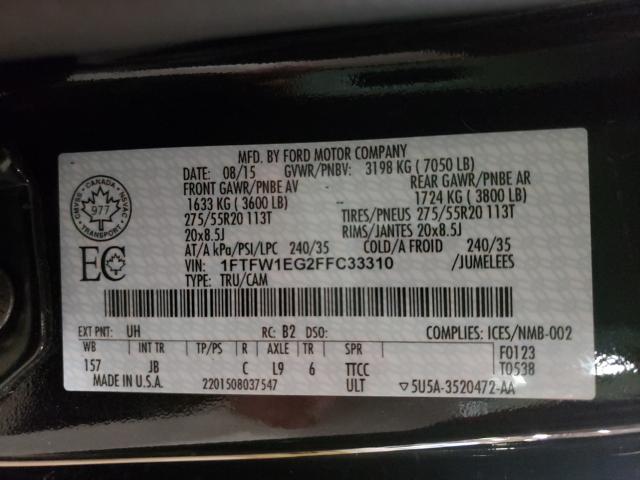 MFD. BY FORD MOTOR COMPANY
DATE: 08/15 GVWR/PNBV: 3198 KG ( 7050 LB)
FRONT GAWR/PNBE AV REAR GAWR/PNBE AR
1633 KG ( 3600 LB) 1724 KG ( 3800 LB)
275/55R20 113T TIRES/PNEUS 275/55R20 113T
20x8.5J RIMS/JANTES 20x8.5J
AT/A kPa/PSI/LPC 240/35 COLD/A FROID 240/35
VIN: 1FTFW1EG2FFC33310 /JUMELEES
TYPE: TRU/CAM
CANADA
NSVAC
TRANSPORT
DSVANO
977
EC
EXT PNT: UH RC: B2 DSO: COMPLIES: ICES/NMB-002
WB INT TR TP/PS R AXLE TR SPR F0123
157 JB C L9 6 TTCC T0538
MADE IN U.S.A. 2201508037547 ULT 5U5A-3520472-AA